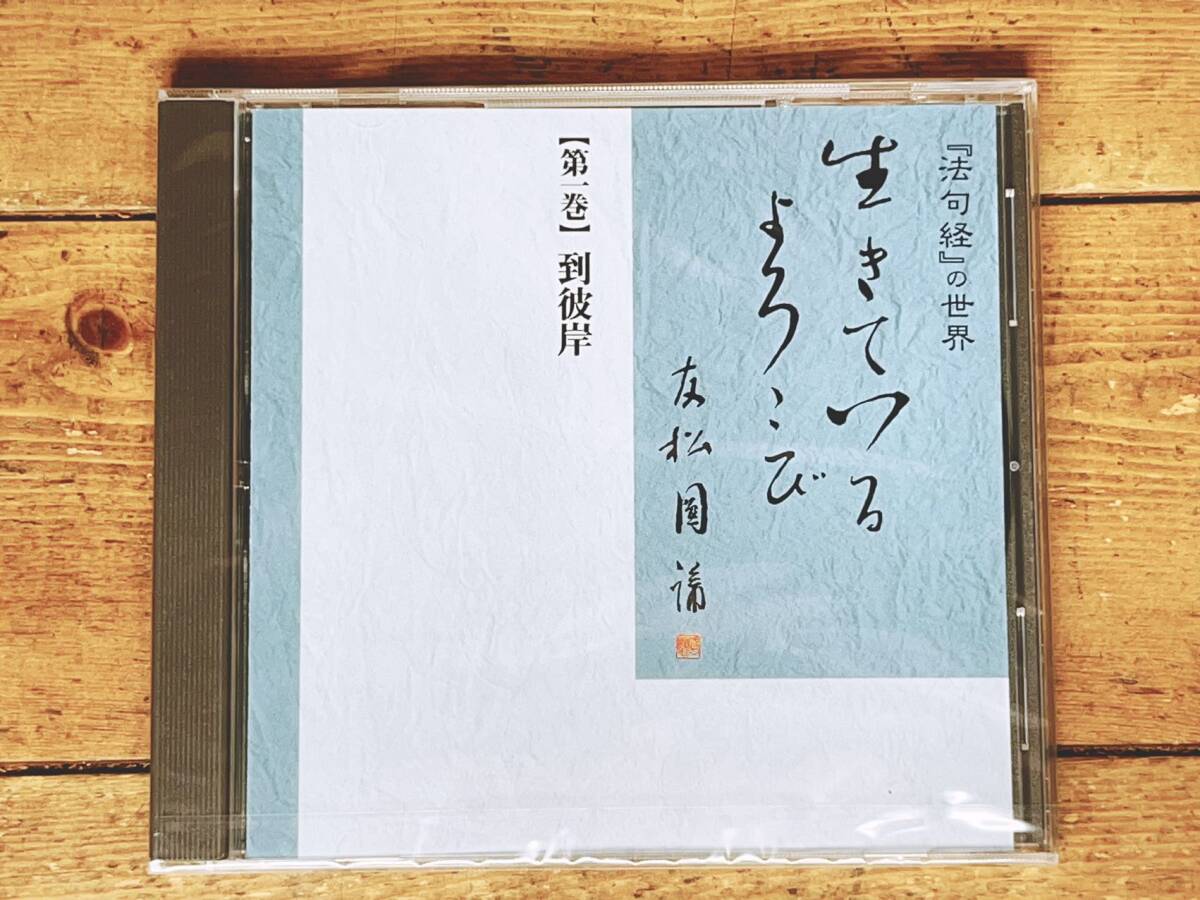 『法句経』の世界
生きている
よろこび
友松圓諦
【第一巻】到彼岸